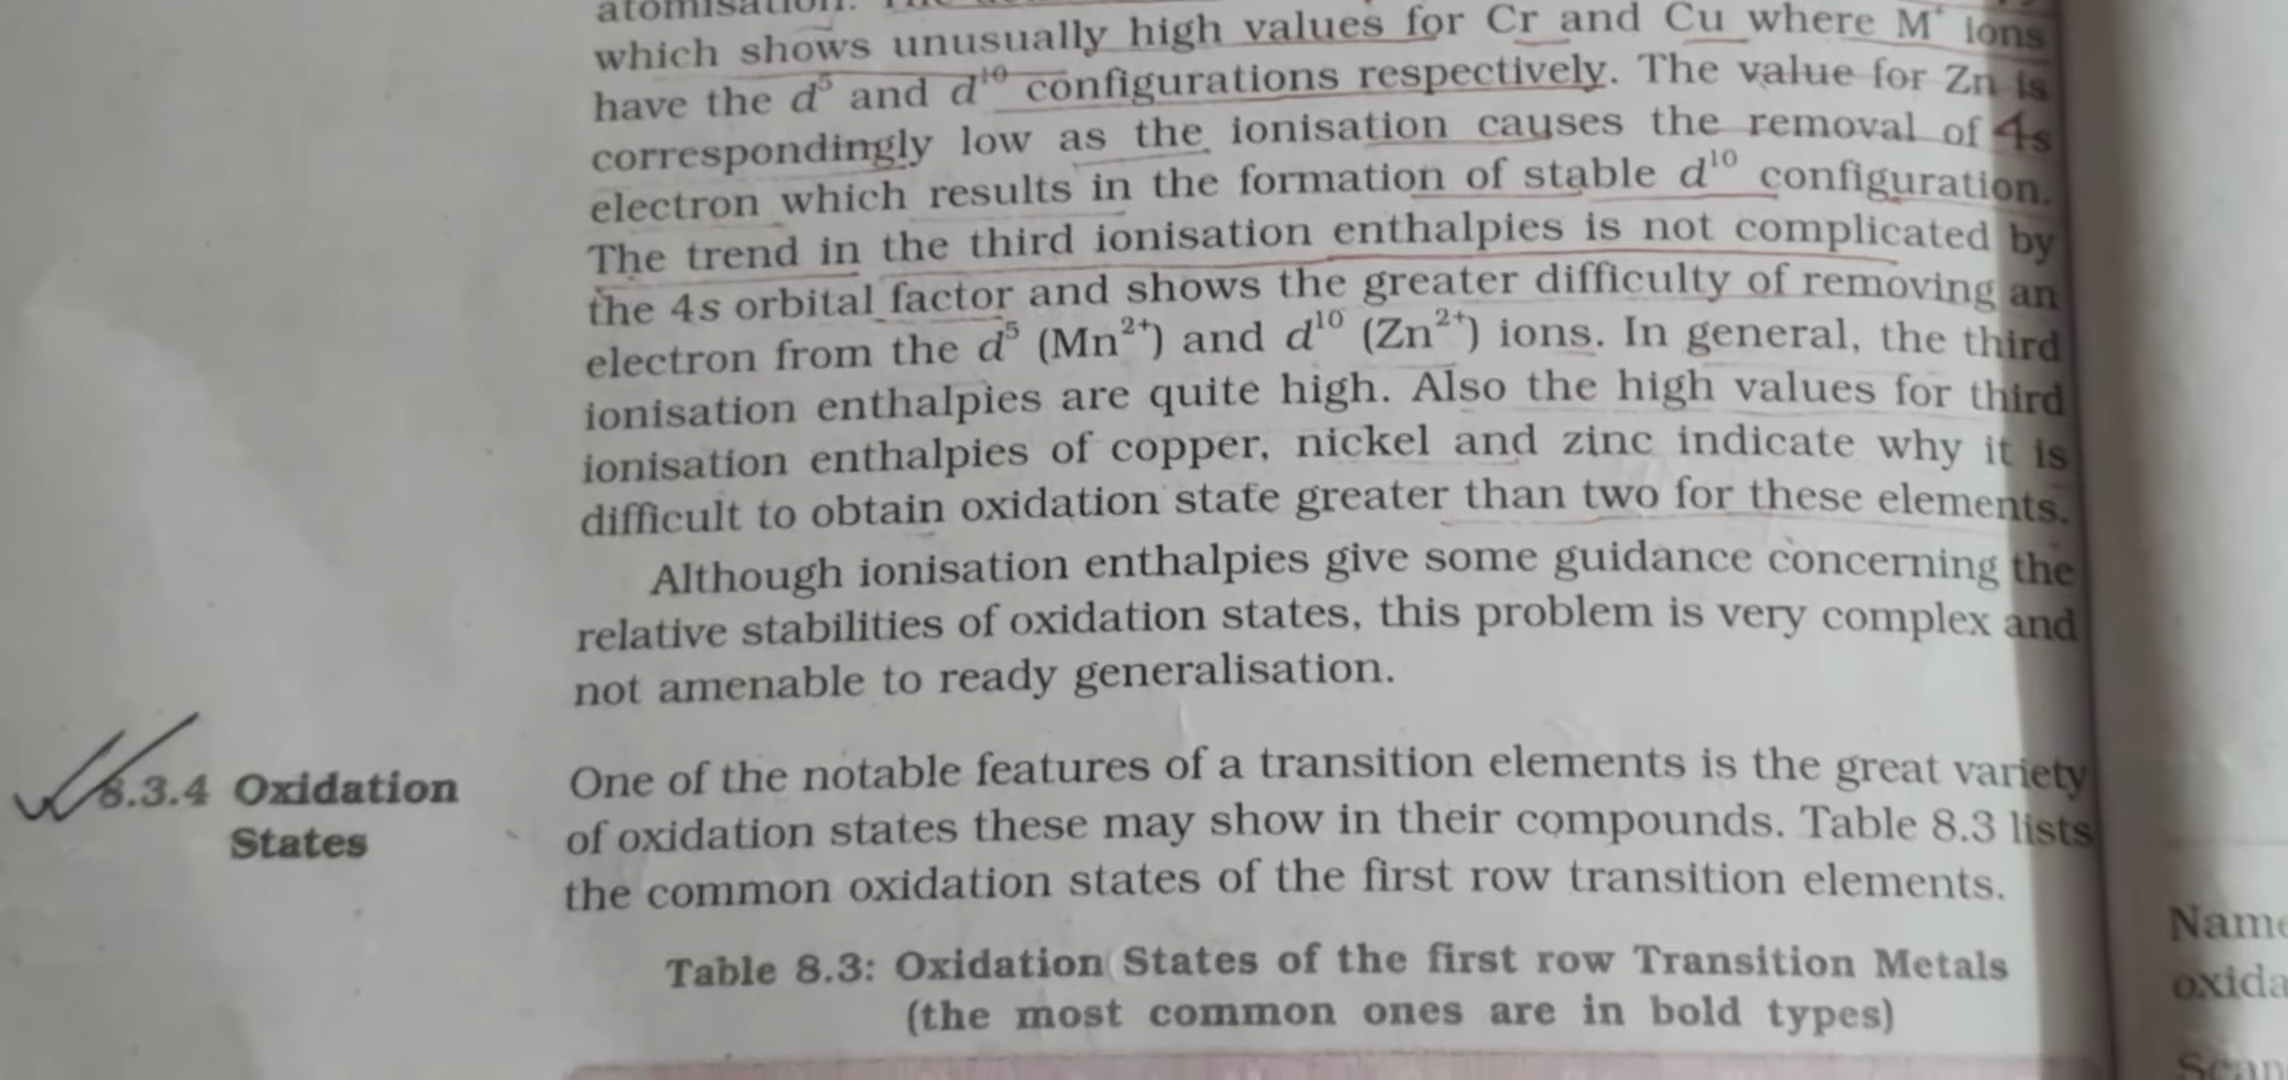 atomisation.
which shows unusually high values for Cr and Cu where M⁺ ions
have the d⁵ and d¹⁰ configurations respectively. The value for Zn is
correspondingly low as the ionisation causes the removal of 4s
electron which results in the formation of stable d¹⁰ configuration.
The trend in the third ionisation enthalpies is not complicated by
the 4s orbital factor and shows the greater difficulty of removing an
electron from the d⁵ (Mn²⁺) and d¹⁰ (Zn²⁺) ions. In general, the third
ionisation enthalpies are quite high. Also the high values for third
ionisation enthalpies of copper, nickel and zinc indicate why it is
difficult to obtain oxidation state greater than two for these elements.
Although ionisation enthalpies give some guidance concerning the
relative stabilities of oxidation states, this problem is very complex and
not amenable to ready generalisation.
8.3.4 Oxidation
States
One of the notable features of a transition elements is the great variety
of oxidation states these may show in their compounds. Table 8.3 lists
the common oxidation states of the first row transition elements.
Table 8.3: Oxidation States of the first row Transition Metals
(the most common ones are in bold types)
Name
oxida